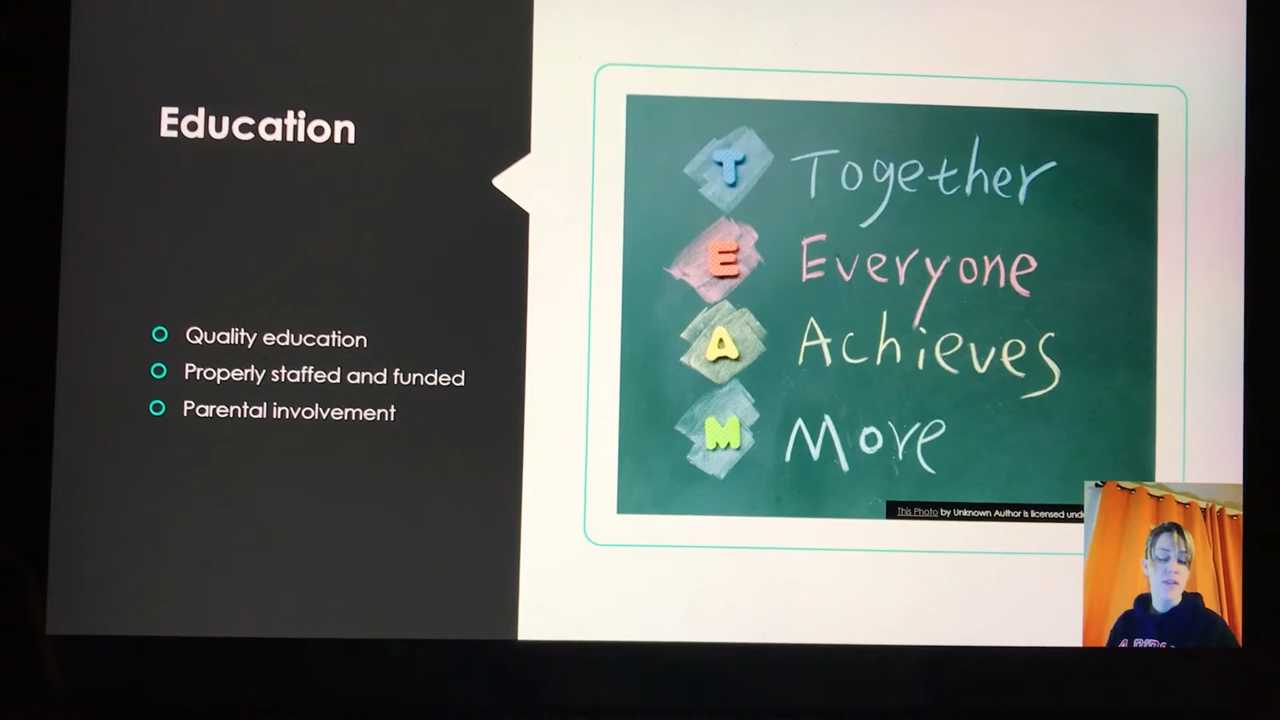 Education
Quality education
Properly staffed and funded
Parental involvement
T Together
E Everyone
A Achieves
M More
This Photo by Unknown Author is licensed